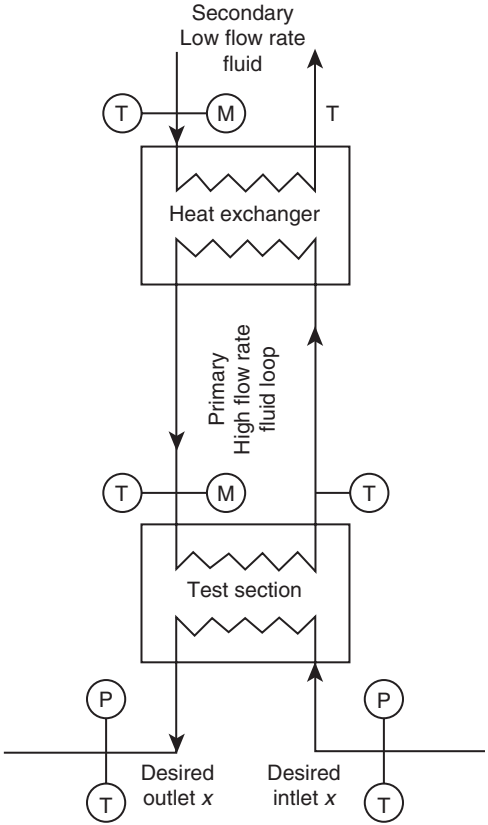 Secondary
Low flow rate
fluid
T
M
T
Heat exchanger
Primary
High flow rate
fluid loop
T
M
T
Test section
P
P
T
Desired
outlet x
Desired
intlet x
T